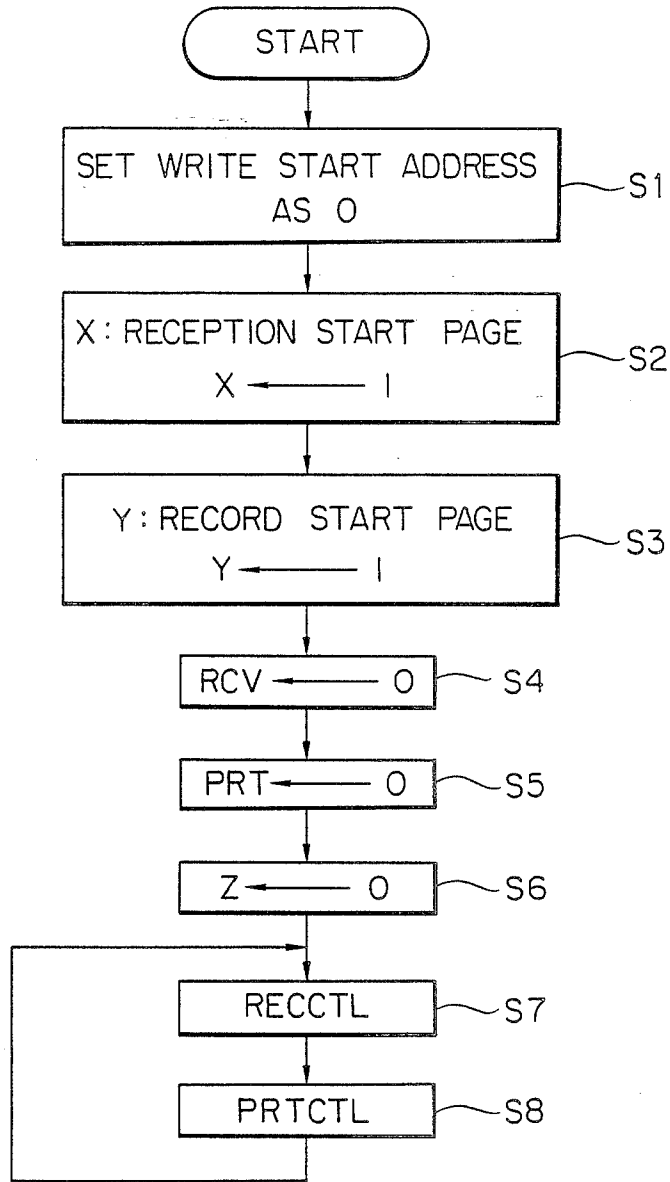 START
SET WRITE START ADDRESS
AS 0
S1
X: RECEPTION START PAGE
X ← 1
S2
Y: RECORD START PAGE
Y ← 1
S3
RCV ← 0
S4
PRT ← 0
S5
Z ← 0
S6
RECCTL
S7
PRTCTL
S8